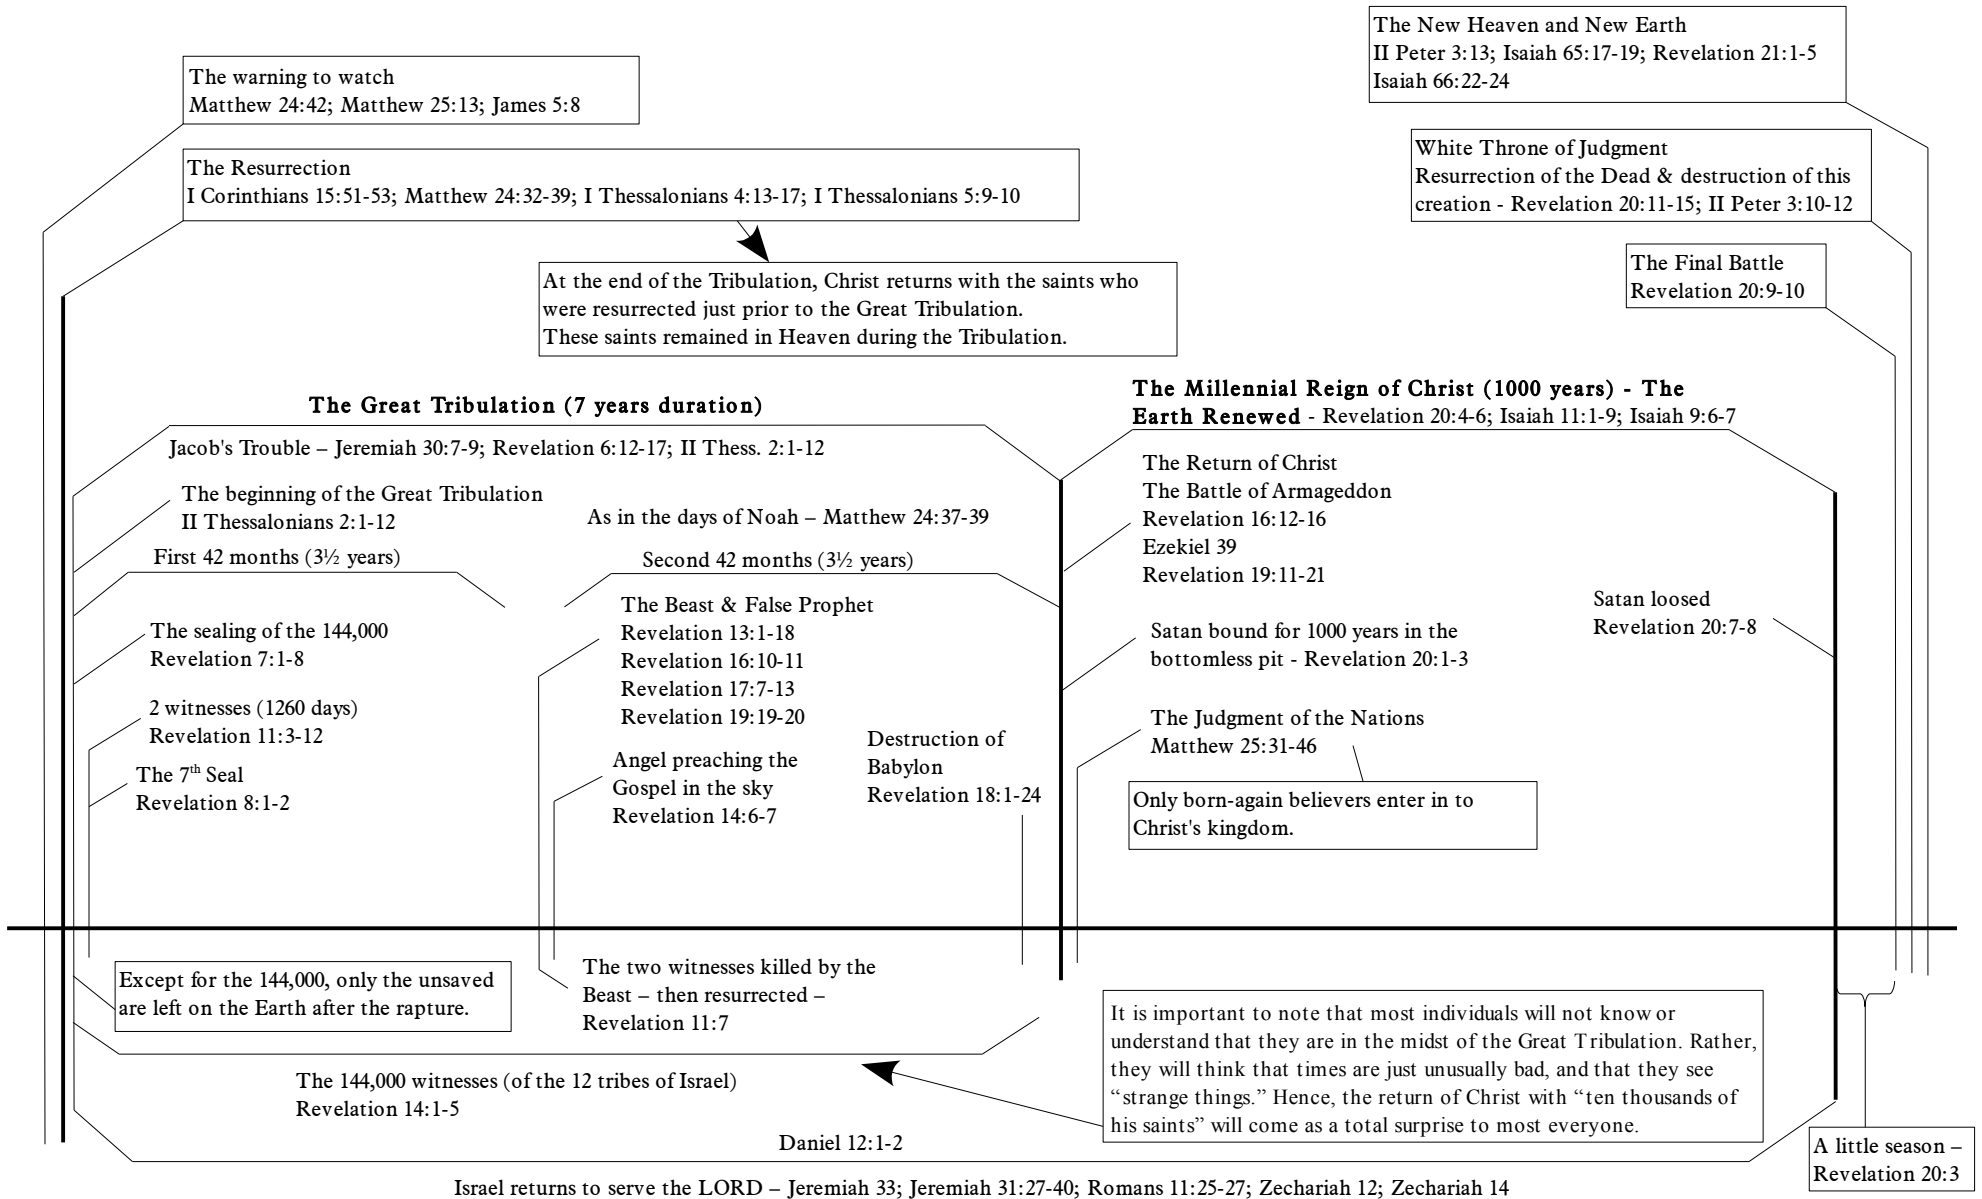 The warning to watch
Matthew 24:42; Matthew 25:13; James 5:8
The Resurrection
I Corinthians 15:51-53; Matthew 24:32-39; I Thessalonians 4:13-17; I Thessalonians 5:9-10
At the end of the Tribulation, Christ returns with the saints who
were resurrected just prior to the Great Tribulation.
These saints remained in Heaven during the Tribulation.
The New Heaven and New Earth
II Peter 3:13; Isaiah 65:17-19; Revelation 21:1-5
Isaiah 66:22-24
White Throne of Judgment
Resurrection of the Dead & destruction of this
creation - Revelation 20:11-15; II Peter 3:10-12
The Final Battle
Revelation 20:9-10
The Great Tribulation (7 years duration)
Jacob's Trouble – Jeremiah 30:7-9; Revelation 6:12-17; II Thess. 2:1-12
The beginning of the Great Tribulation
II Thessalonians 2:1-12
As in the days of Noah – Matthew 24:37-39
First 42 months (3½ years)
The sealing of the 144,000
Revelation 7:1-8
2 witnesses (1260 days)
Revelation 11:3-12
The 7th Seal
Revelation 8:1-2
Second 42 months (3½ years)
The Beast & False Prophet
Revelation 13:1-18
Revelation 16:10-11
Revelation 17:7-13
Revelation 19:19-20
Angel preaching the
Gospel in the sky
Revelation 14:6-7
Destruction of
Babylon
Revelation 18:1-24
The Millennial Reign of Christ (1000 years) - The
Earth Renewed - Revelation 20:4-6; Isaiah 11:1-9; Isaiah 9:6-7
The Return of Christ
The Battle of Armageddon
Revelation 16:12-16
Ezekiel 39
Revelation 19:11-21
Satan bound for 1000 years in the
bottomless pit - Revelation 20:1-3
Satan loosed
Revelation 20:7-8
The Judgment of the Nations
Matthew 25:31-46
Only born-again believers enter in to
Christ's kingdom.
Except for the 144,000, only the unsaved
are left on the Earth after the rapture.
The two witnesses killed by the
Beast – then resurrected –
Revelation 11:7
The 144,000 witnesses (of the 12 tribes of Israel)
Revelation 14:1-5
It is important to note that most individuals will not know or
understand that they are in the midst of the Great Tribulation. Rather,
they will think that times are just unusually bad, and that they see
“strange things.” Hence, the return of Christ with “ten thousands of
his saints” will come as a total surprise to most everyone.
Daniel 12:1-2
A little season –
Revelation 20:3
Israel returns to serve the LORD – Jeremiah 33; Jeremiah 31:27-40; Romans 11:25-27; Zechariah 12; Zechariah 14